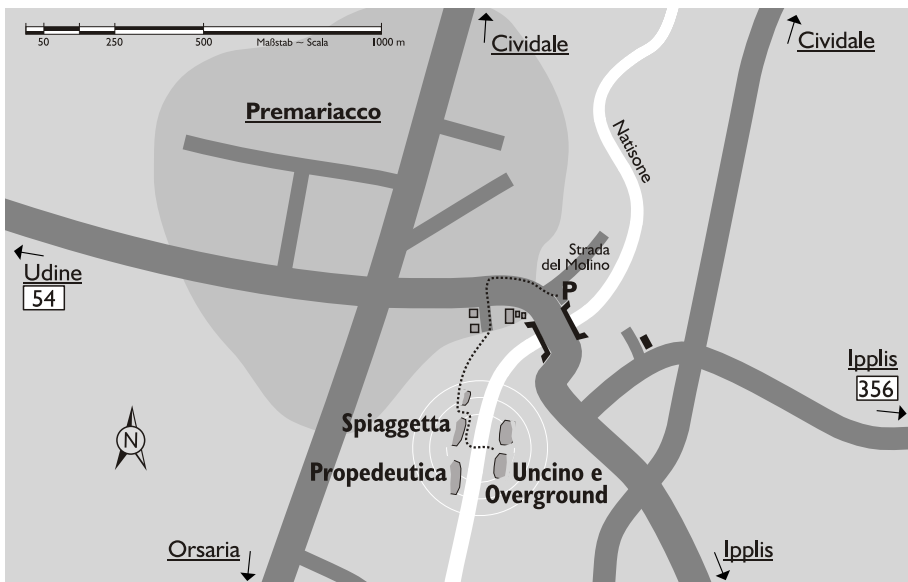 50
250
500
Maßstab ~ Scala
1000 m
Cividale
Cividale
Premariacco
Natisone
Strada
del Molino
Udine
54
P
Ipplis
356
Spiaggetta
N
Propedeutica
Uncino e
Overground
Orsaria
Ipplis